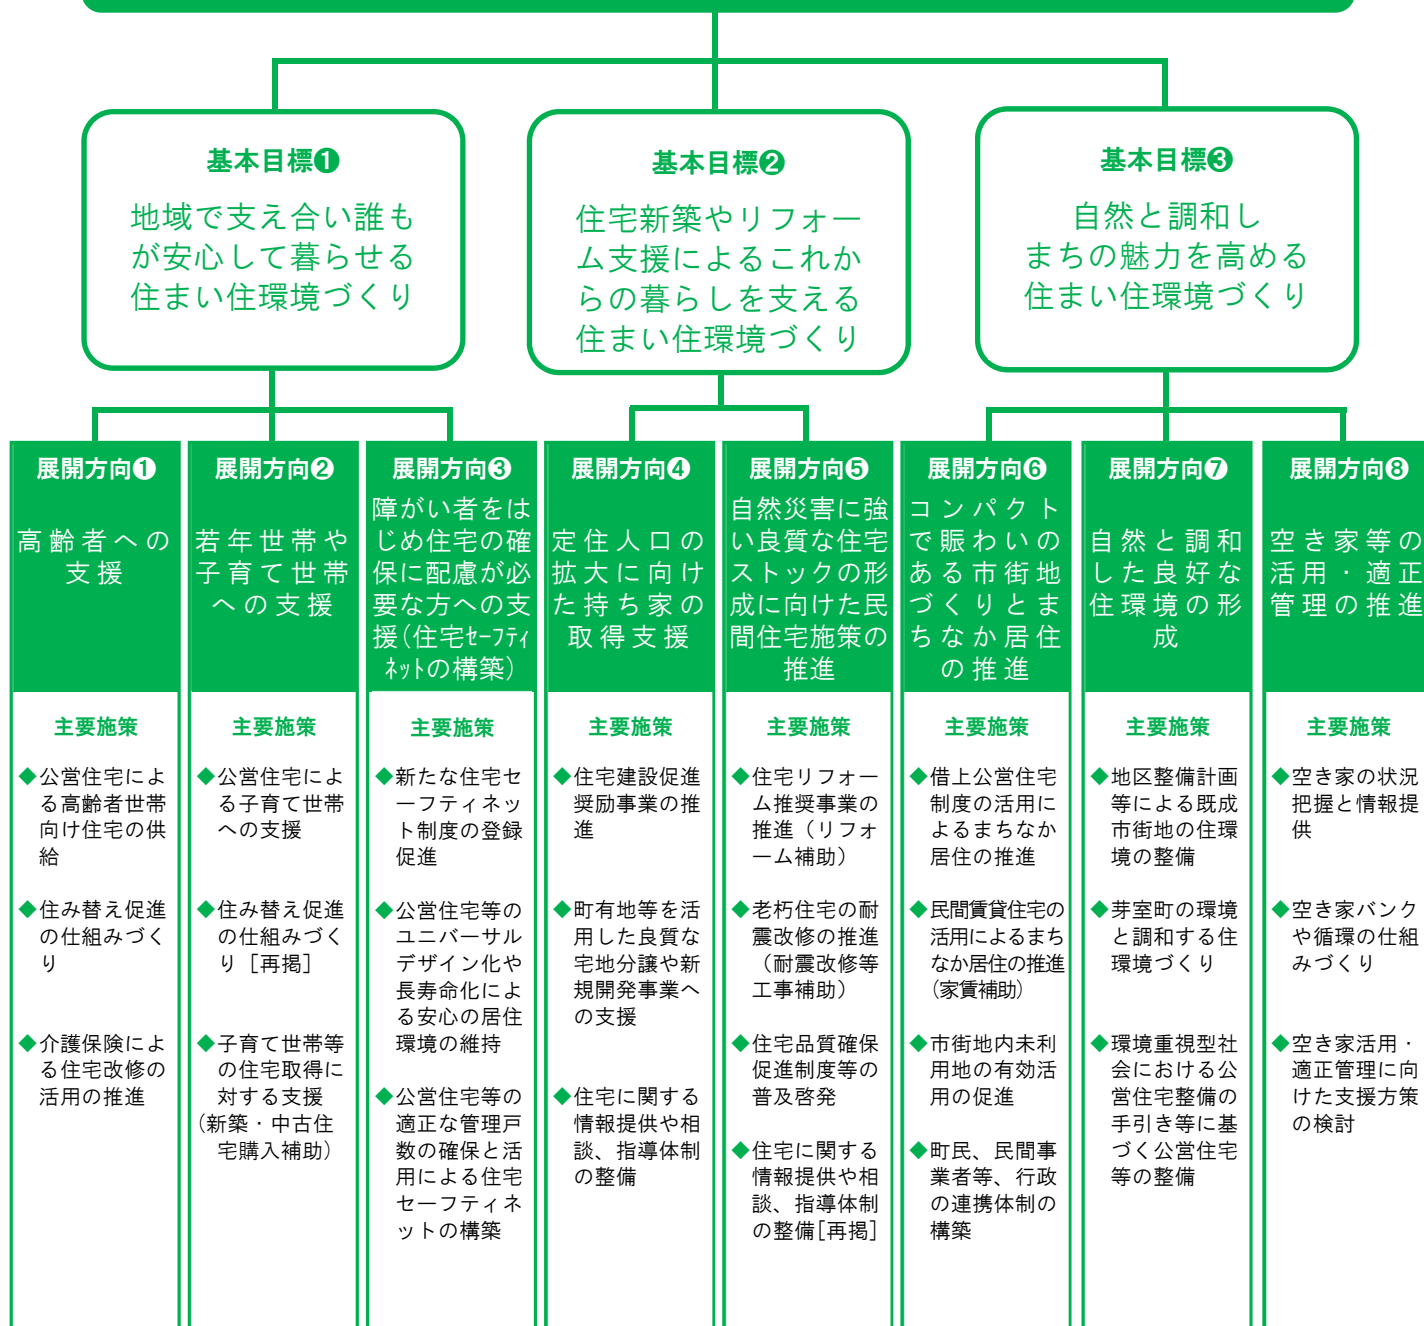 基本目標❶
地域で支え合い誰も
が安心して暮らせる
住まい住環境づくり
基本目標❷
住宅新築やリフォー
ム支援によるこれか
らの暮らしを支える
住まい住環境づくり
基本目標❸
自然と調和し
まちの魅力を高める
住まい住環境づくり
展開方向❶
高齢者への
支援
主要施策
◆公営住宅によ
る高齢者世帯
向け住宅の供
給
◆住み替え促進
の仕組みづく
り
◆介護保険によ
る住宅改修の
活用の推進
展開方向❷
若年世帯や
子育て世帯
への支援
主要施策
◆公営住宅によ
る子育て世帯
への支援
◆住み替え促進
の仕組みづく
り［再掲］
◆子育て世帯等
の住宅取得に
対する支援
（新築・中古住
宅購入補助）
展開方向❸
障がい者をは
じめ住宅の確
保に配慮が必
要な方への支
援（住宅ｾｰﾌﾃｨ
ﾈｯﾄの構築）
主要施策
◆新たな住宅セ
ーフティネッ
ト制度の登録
促進
◆公営住宅等の
ユニバーサル
デザイン化や
長寿命化によ
る安心の居住
環境の維持
◆公営住宅等の
適正な管理戸
数の確保と活
用による住宅
セーフティネ
ットの構築
展開方向❹
定住人口の
拡大に向け
た持ち家の
取得支援
主要施策
◆住宅建設促進
奨励事業の推
進
◆町有地等を活
用した良質な
宅地分譲や新
規開発事業へ
の支援
◆住宅に関する
情報提供や相
談、指導体制
の整備
展開方向❺
自然災害に強
い良質な住宅
ストックの形
成に向けた民
間住宅施策の
推進
主要施策
◆住宅リフォー
ム推奨事業の
推進（リフォ
ーム補助）
◆老朽住宅の耐
震改修の推進
（耐震改修等
工事補助）
◆住宅品質確保
促進制度等の
普及啓発
◆住宅に関する
情報提供や相
談、指導体制
の整備［再掲］
展開方向❻
コンパクト
で賑わいの
ある市街地
づくりとま
ちなか居住
の推進
主要施策
◆借上公営住宅
制度の活用に
よるまちなか
居住の推進
◆民間賃貸住宅の
活用によるまち
なか居住の推進
（家賃補助）
◆市街地内未利
用地の有効活
用の促進
◆町民、民間事
業者等、行政
の連携体制の
構築
展開方向❼
自然と調和
した良好な
住環境の形
成
主要施策
◆地区整備計画
等による既成
市街地の住環
境の整備
◆芽室町の環境
と調和する住
環境づくり
◆環境重視型社
会における公
営住宅整備の
手引き等に基
づく公営住宅
等の整備
展開方向❽
空き家等の
活用・適正
管理の推進
主要施策
◆空き家の状況
把握と情報提
供
◆空き家バンク
や循環の仕組
みづくり
◆空き家活用・
適正管理に向
けた支援方策
の検討